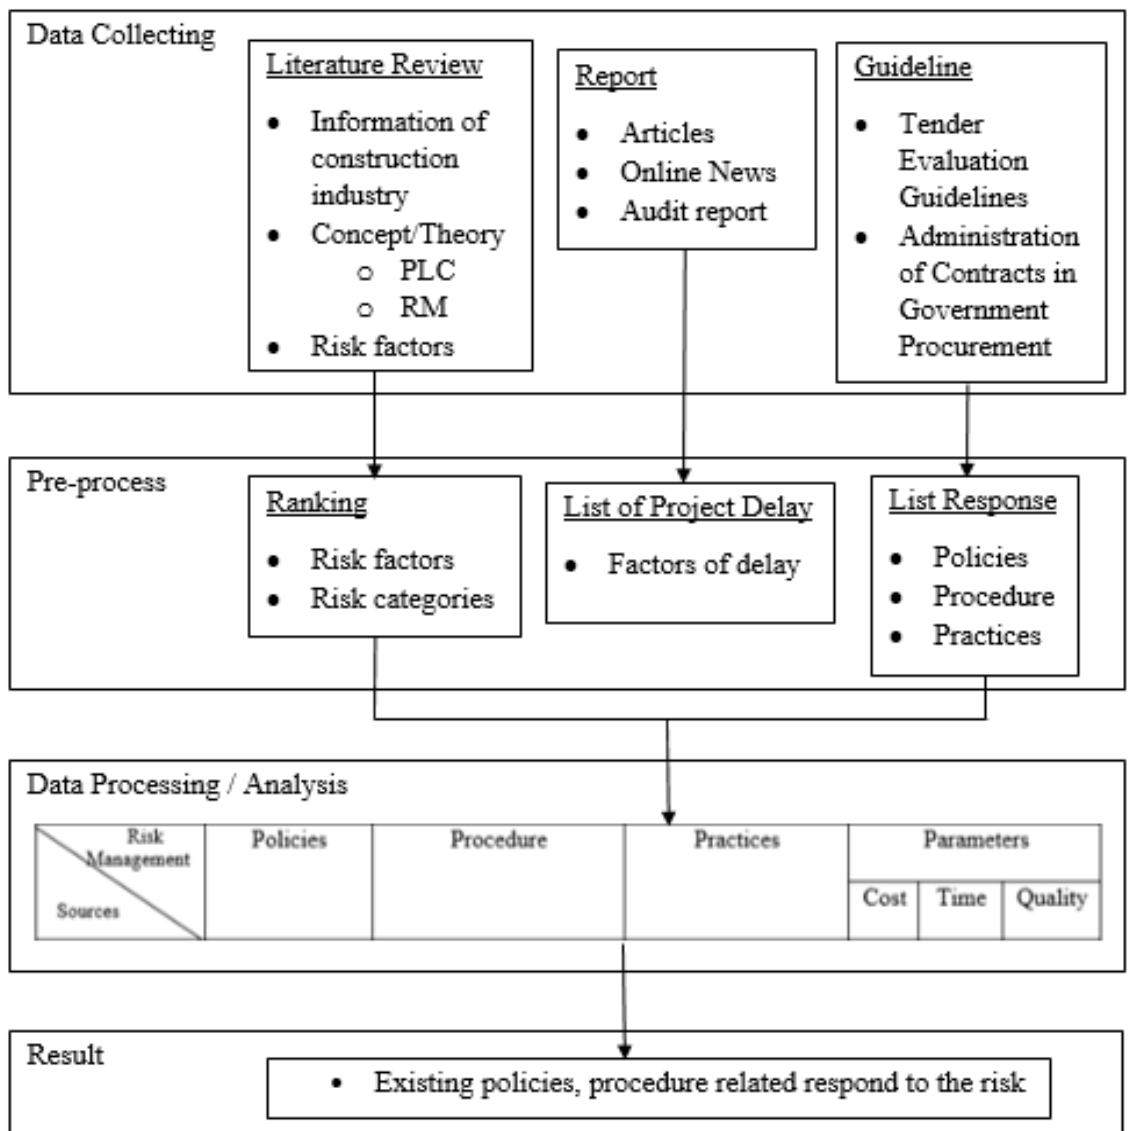 Data Collecting
Literature Review
● Information of
construction
industry
● Concept/Theory
o PLC
o RM
● Risk factors
Report
● Articles
● Online News
● Audit report
Guideline
● Tender
Evaluation
Guidelines
● Administration
of Contracts in
Government
Procurement
Pre-process
Ranking
● Risk factors
● Risk categories
List of Project Delay
● Factors of delay
List Response
● Policies
● Procedure
● Practices
Data Processing / Analysis
Risk
Management
Sources
Policies
Procedure
Practices
Parameters
Cost
Time
Quality
Result
• Existing policies, procedure related respond to the risk